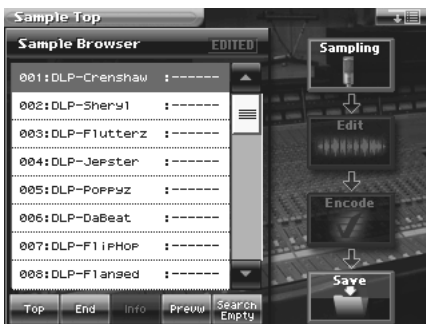 Sample Top
Sample Browser EDITED
001:DLP-Crenshaw :------
002:DLP-Sheryl :------
003:DLP-Flutterz :------
004:DLP-Jepster :------
005:DLP-Poppyz :------
006:DLP-DaBeat :------
007:DLP-FlipHop :------
008:DLP-Flanged :------
Top End Info Prevw Search Empty
Sampling
Edit
Encode
Save